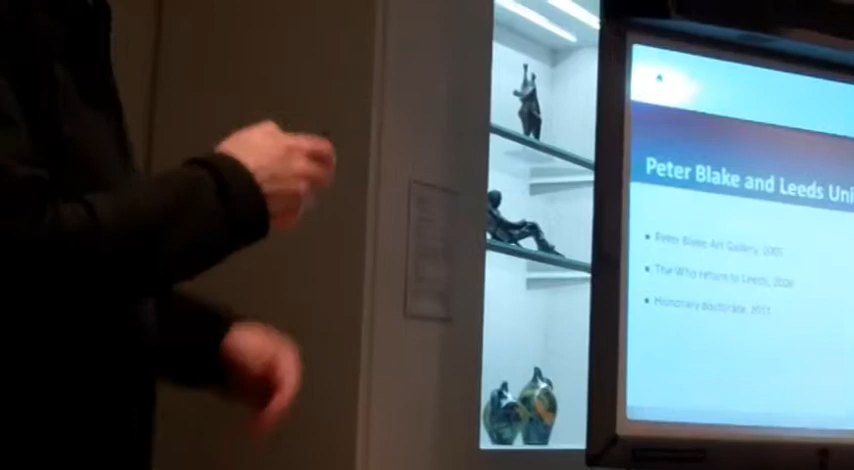 Peter Blake and Leeds Uni
• Peter Blake Art Gallery, 2005
• The Who return to Leeds, 2006
• Honorary doctorate, 2011